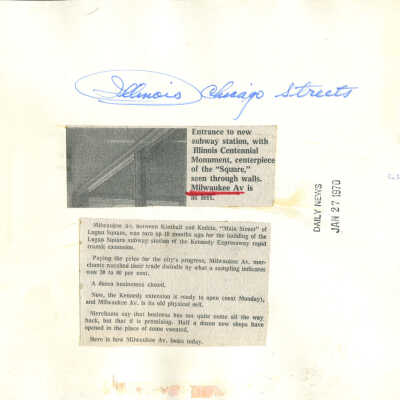 Illinois Chicago Streets
Entrance to new
subway station, with
Illinois Centennial
Monument, centerpiece
of the "Square,"
seen through walls.
Milwaukee Av is
at left.
DAILY NEWS
JAN 27 1970
Milwaukee Av. between Kimball and Kedzie, "Main Street" of
Logan Square, was torn up 18 months ago for the building of the
Logan Square subway station of the Kennedy Expressway rapid
transit extension.
Paying the price for the city's progress, Milwaukee Av. mer-
chants watched their trade dwindle by what a sampling indicates
was 20 to 40 per cent.
A dozen businesses closed.
Now, the Kennedy extension is ready to open (next Monday),
and Milwaukee Av. is its old physical self.
Merchants say that business has not quite come all the way
back, but that it is promising. Half a dozen new shops have
opened in the place of some vacated.
Here is how Milwaukee Av. looks today.